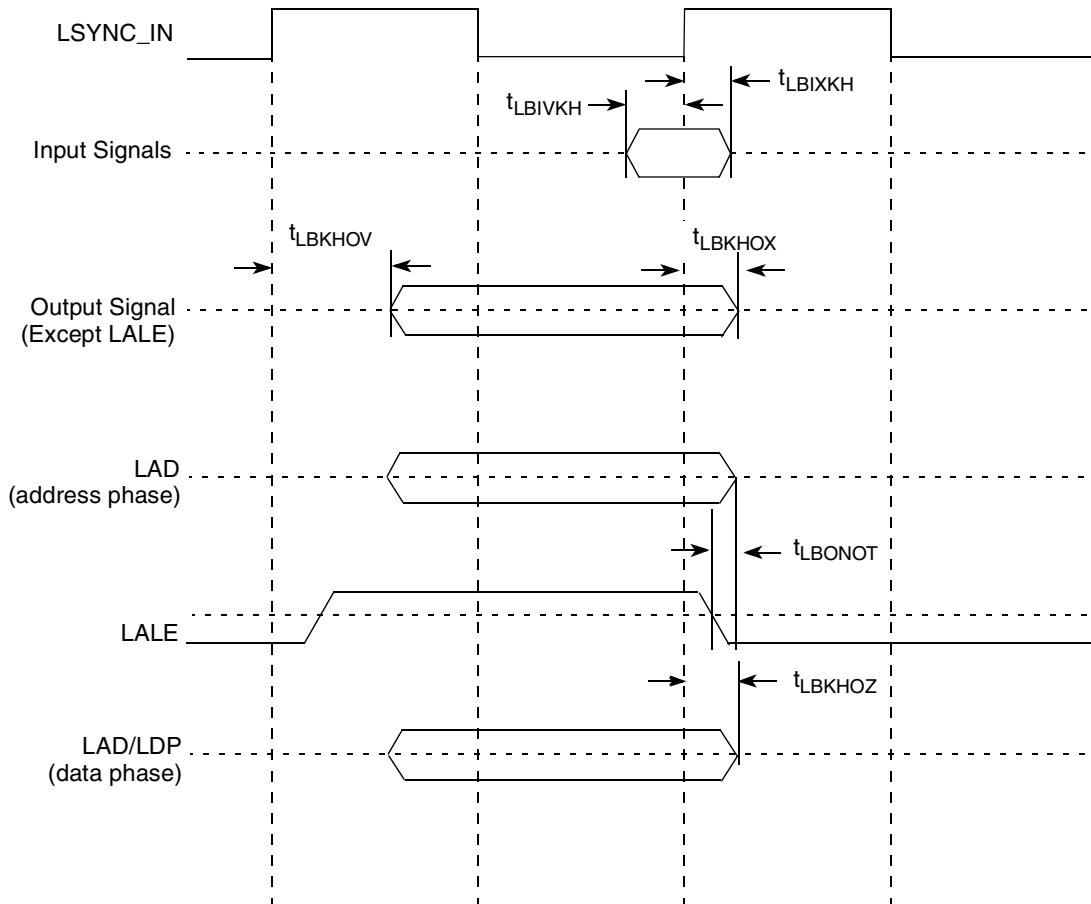 LSYNC_IN
tLBIXKH
tLBIVKH
Input Signals
tLBKHOV
tLBKHOX
Output Signal
(Except LALE)
LAD
(address phase)
tLBONOT
LALE
tLBKHOZ
LAD/LDP
(data phase)